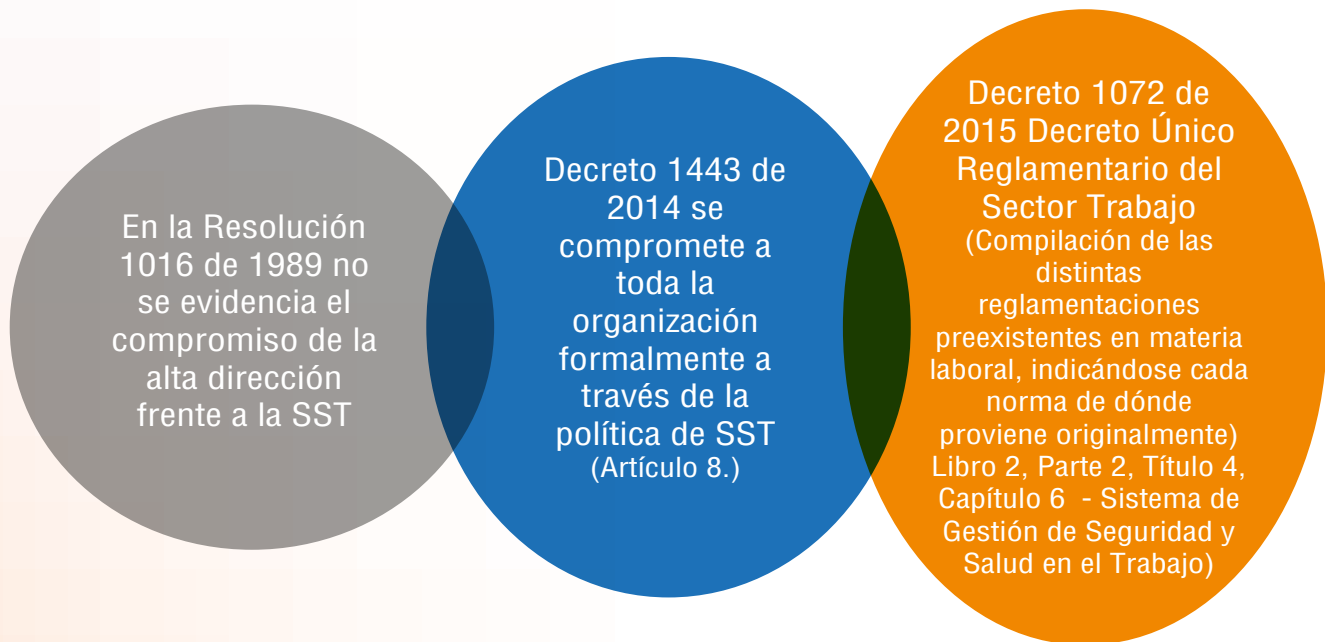 En la Resolución
1016 de 1989 no
se evidencia el
compromiso de la
alta dirección
frente a la SST
Decreto 1443 de
2014 se
compromete a
toda la
organización
formalmente a
través de la
política de SST
(Artículo 8.)
Decreto 1072 de
2015 Decreto Único
Reglamentario del
Sector Trabajo
(Compilación de las
distintas
reglamentaciones
preexistentes en materia
laboral, indicándose cada
norma de dónde
proviene originalmente)
Libro 2, Parte 2, Título 4,
Capítulo 6  - Sistema de
Gestión de Seguridad y
Salud en el Trabajo)